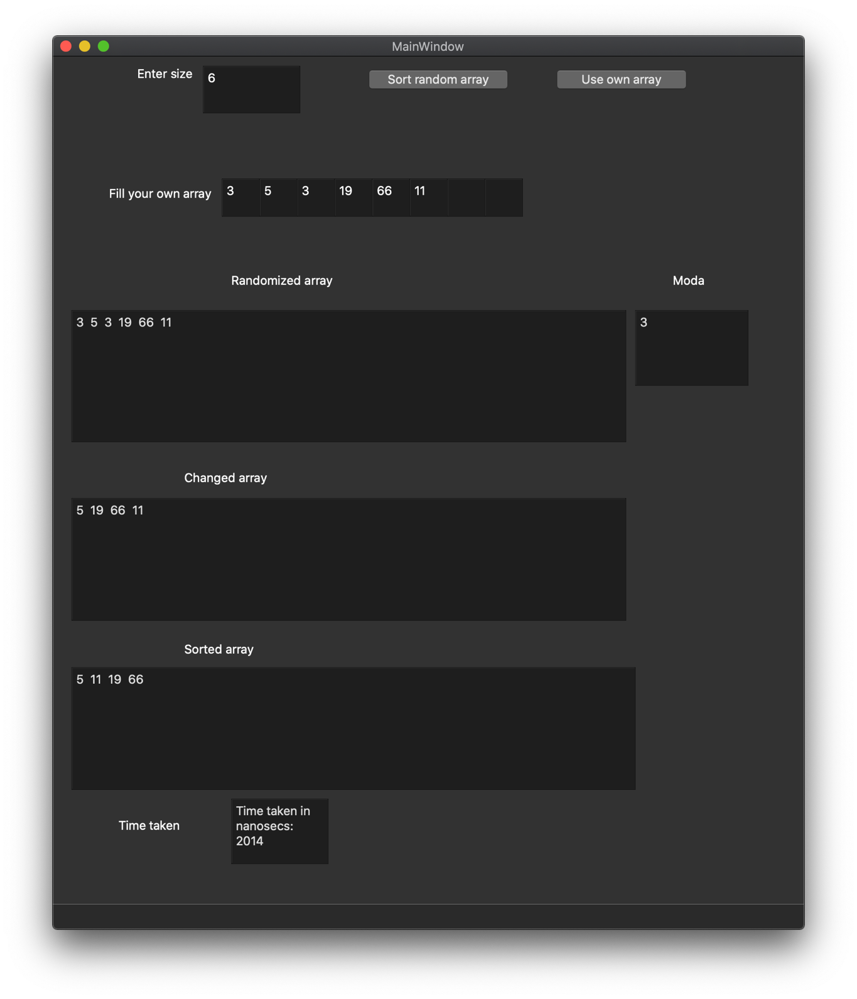 MainWindow
Enter size
6
Sort random array
Use own array
Fill your own array
3 5 3 19 66 11
Randomized array
Moda
3 5 3 19 66 11
3
Changed array
5 19 66 11
Sorted array
5 11 19 66
Time taken
Time taken in
nanosecs:
2014